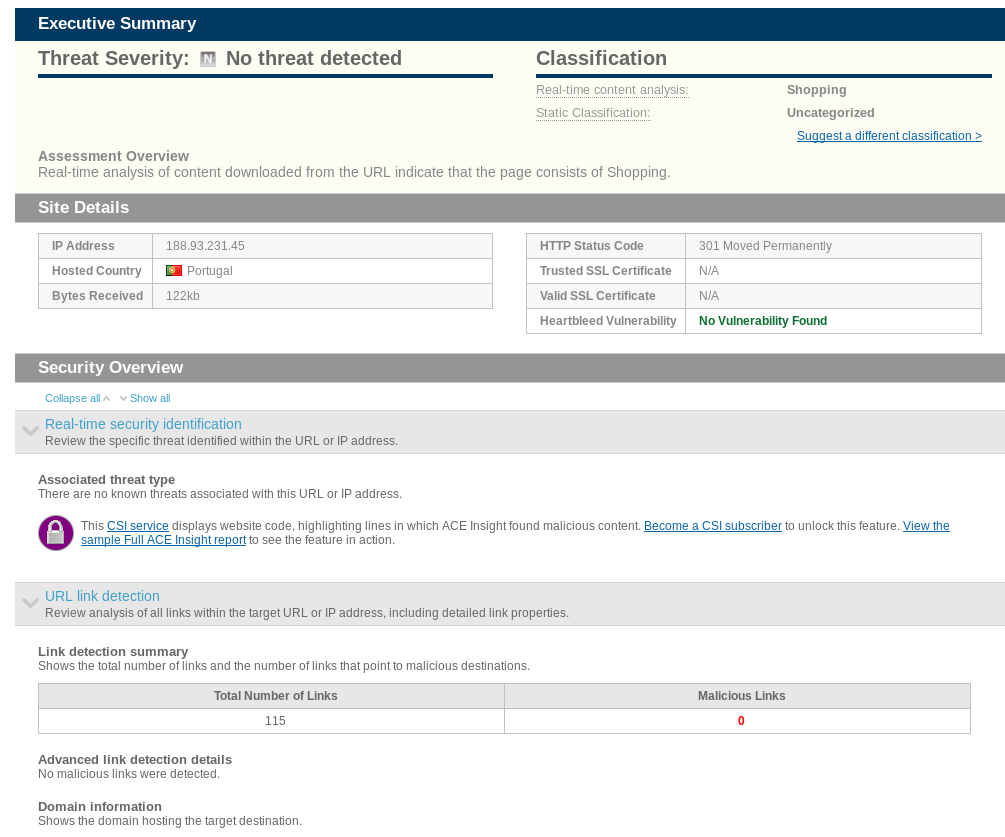 Executive Summary
Threat Severity: N No threat detected
Classification
Real-time content analysis: Shopping
Static Classification: Uncategorized
Suggest a different classification >
Assessment Overview
Real-time analysis of content downloaded from the URL indicate that the page consists of Shopping.
Site Details
IP Address 188.93.231.45
Hosted Country Portugal
Bytes Received 122kb
HTTP Status Code 301 Moved Permanently
Trusted SSL Certificate N/A
Valid SSL Certificate N/A
Heartbleed Vulnerability No Vulnerability Found
Security Overview
Collapse all Show all
Real-time security identification
Review the specific threat identified within the URL or IP address.
Associated threat type
There are no known threats associated with this URL or IP address.
This CSI service displays website code, highlighting lines in which ACE Insight found malicious content. Become a CSI subscriber to unlock this feature. View the
sample Full ACE Insight report to see the feature in action.
URL link detection
Review analysis of all links within the target URL or IP address, including detailed link properties.
Link detection summary
Shows the total number of links and the number of links that point to malicious destinations.
Total Number of Links Malicious Links
115 0
Advanced link detection details
No malicious links were detected.
Domain information
Shows the domain hosting the target destination.